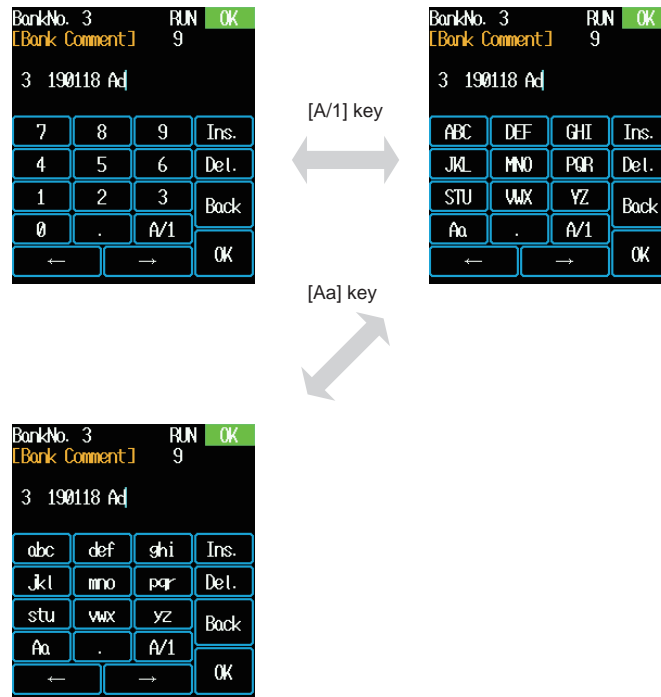 BankNo. 3 RUN OK
[Bank Comment] 9
3 190118 Ad
7 8 9 Ins.
4 5 6 Del.
1 2 3 Back
0 . A/1
← → OK
[A/1] key
BankNo. 3 RUN OK
[Bank Comment] 9
3 190118 Ad
ABC DEF GHI Ins.
JKL MNO PQR Del.
STU VWX YZ Back
Aa . A/1
← → OK
[Aa] key
BankNo. 3 RUN OK
[Bank Comment] 9
3 190118 Ad
abc def ghi Ins.
jkl mno pqr Del.
stu vwx yz Back
Aa . A/1
← → OK